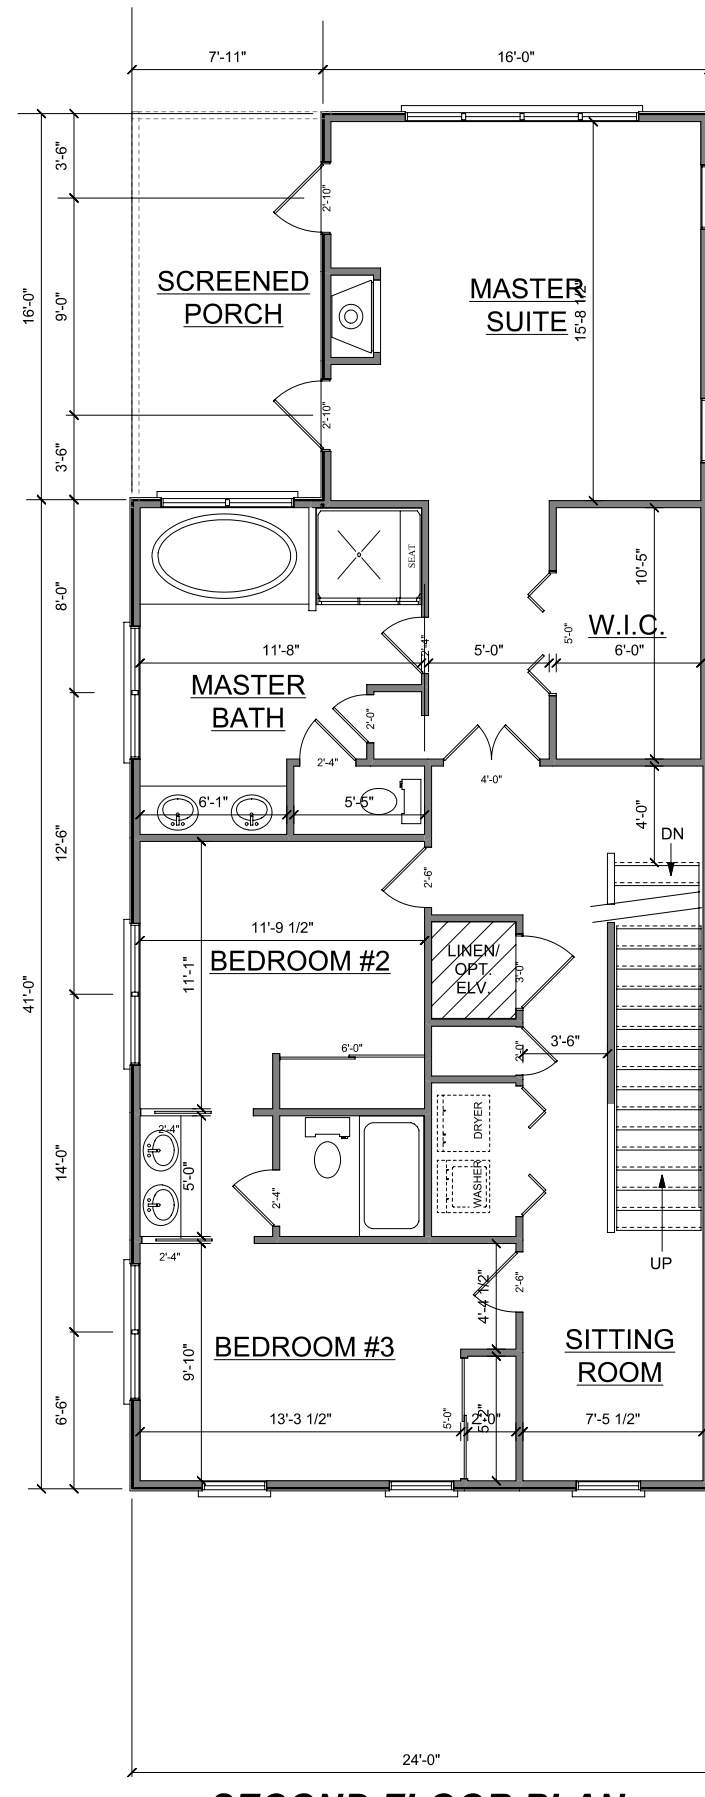 7'-11"
16'-0"
3'-6"
2'-10"
SCREENED
PORCH
MASTER
SUITE
15'-8 1/2"
16'-0"
9'-0"
2'-10"
3'-6"
SEAT
8'-0"
10'-5"
W.I.C.
5'-0"
2'-4"
11'-8"
5'-0"
6'-0"
MASTER
BATH
2'-0"
2'-4"
4'-0"
6'-1"
5'-5"
4'-0"
DN
12'-6"
2'-6"
11'-9 1/2"
BEDROOM #2
11'-1"
LINEN/
OPT.
ELV.
3'-0"
41'-0"
6'-0"
2'-0"
3'-6"
2'-4"
DRYER
WASHER
14'-0"
5'-0"
2'-4"
2'-4"
UP
4'-4 1/2"
2'-6"
BEDROOM #3
SITTING
ROOM
9'-10"
6'-6"
13'-3 1/2"
5'-0"
2'-0"
5'-2"
7'-5 1/2"
24'-0"
SECOND FLOOR PLAN